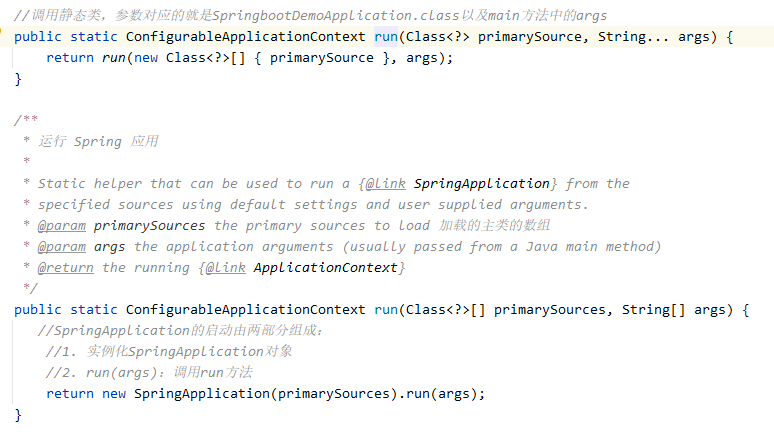 //调用静态类，参数对应的就是SpringbootDemoApplication.class以及main方法中的args
public static ConfigurableApplicationContext run(Class<?> primarySource, String... args) {
    return run(new Class<?>[] { primarySource }, args);
}

/**
 * 运行 Spring 应用
 *
 * Static helper that can be used to run a {@link SpringApplication} from the
 * specified sources using default settings and user supplied arguments.
 * @param primarySources the primary sources to load 加载的主类的数组
 * @param args the application arguments (usually passed from a Java main method)
 * @return the running {@link ApplicationContext}
 */
public static ConfigurableApplicationContext run(Class<?>[] primarySources, String[] args) {
   //SpringApplication的启动由两部分组成：
    //1. 实例化SpringApplication对象
    //2. run(args)：调用run方法
    return new SpringApplication(primarySources).run(args);
}